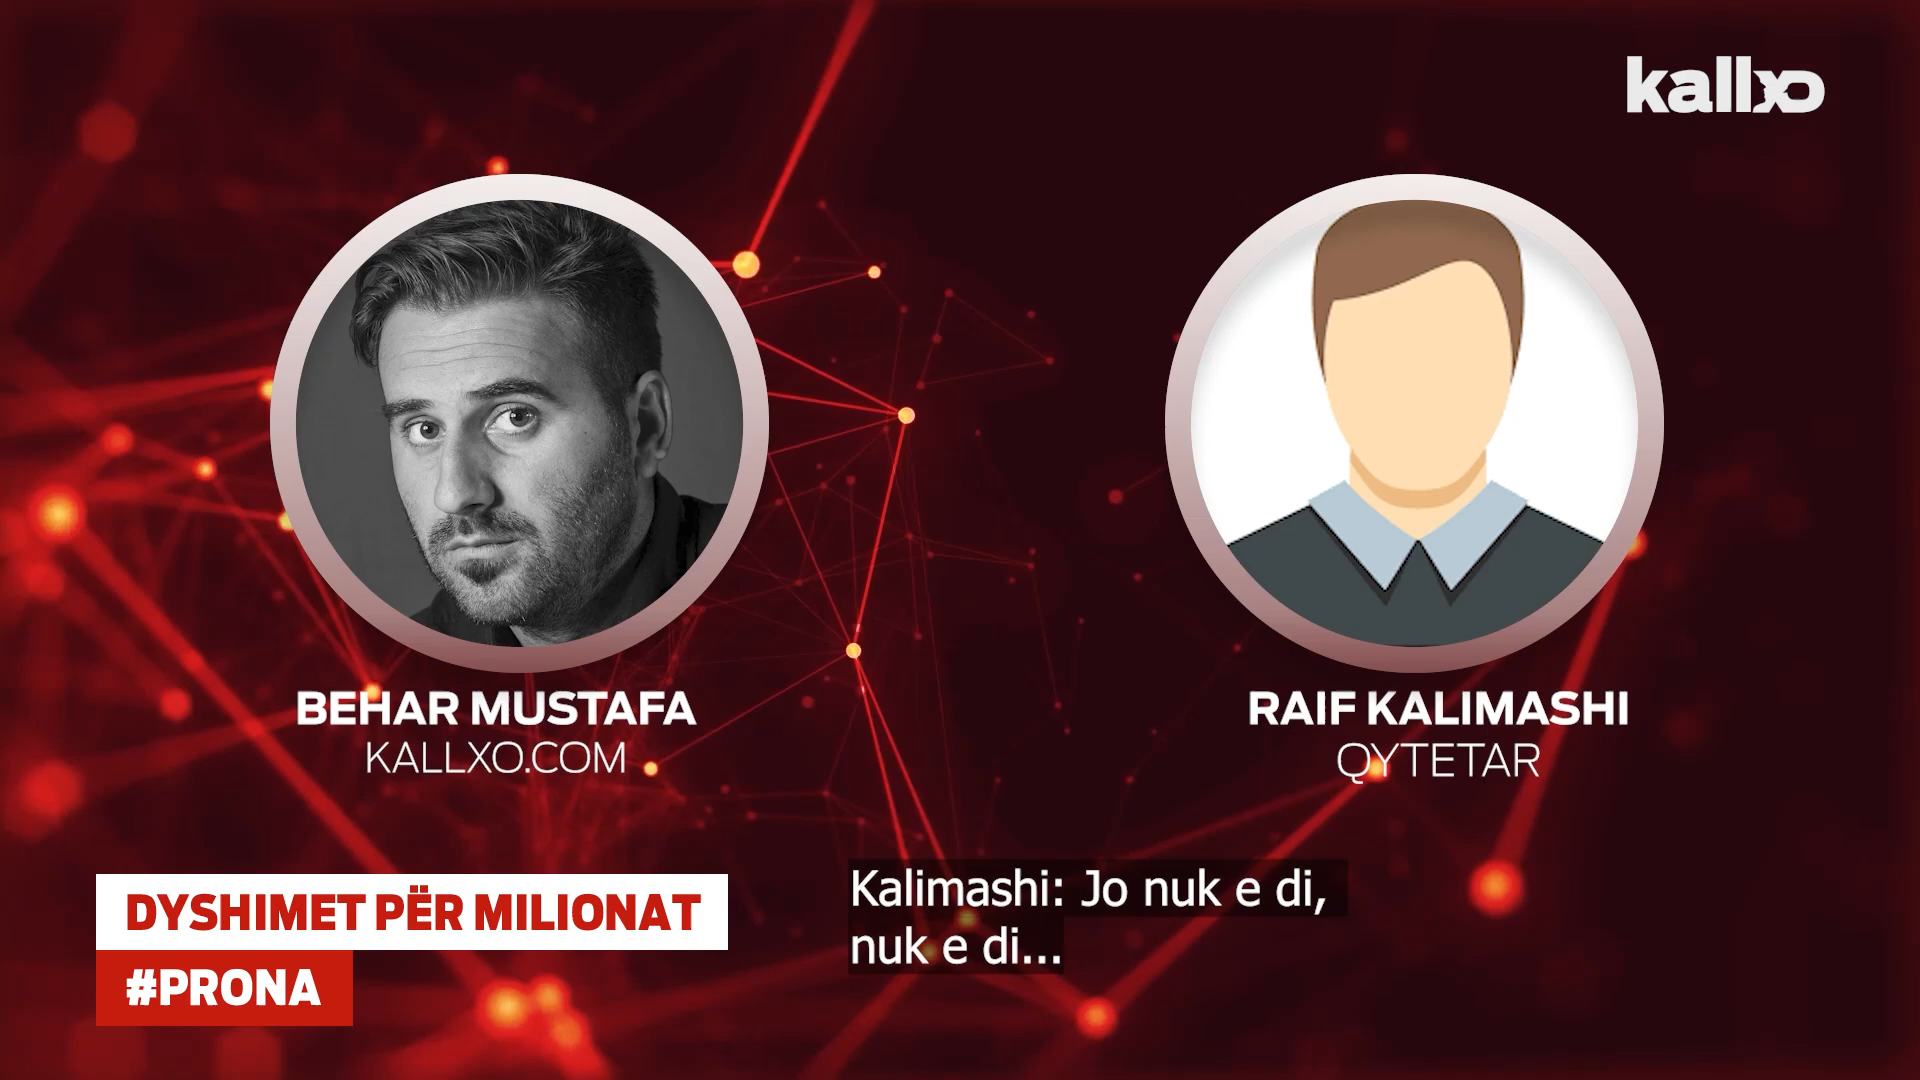 kallxo
BEHAR MUSTAFA
KALLXO.COM
RAIF KALIMASHI
QYTETAR
DYSHIMET PËR MILIONAT
#PRONA
Kalimashi: Jo nuk e di,
nuk e di...